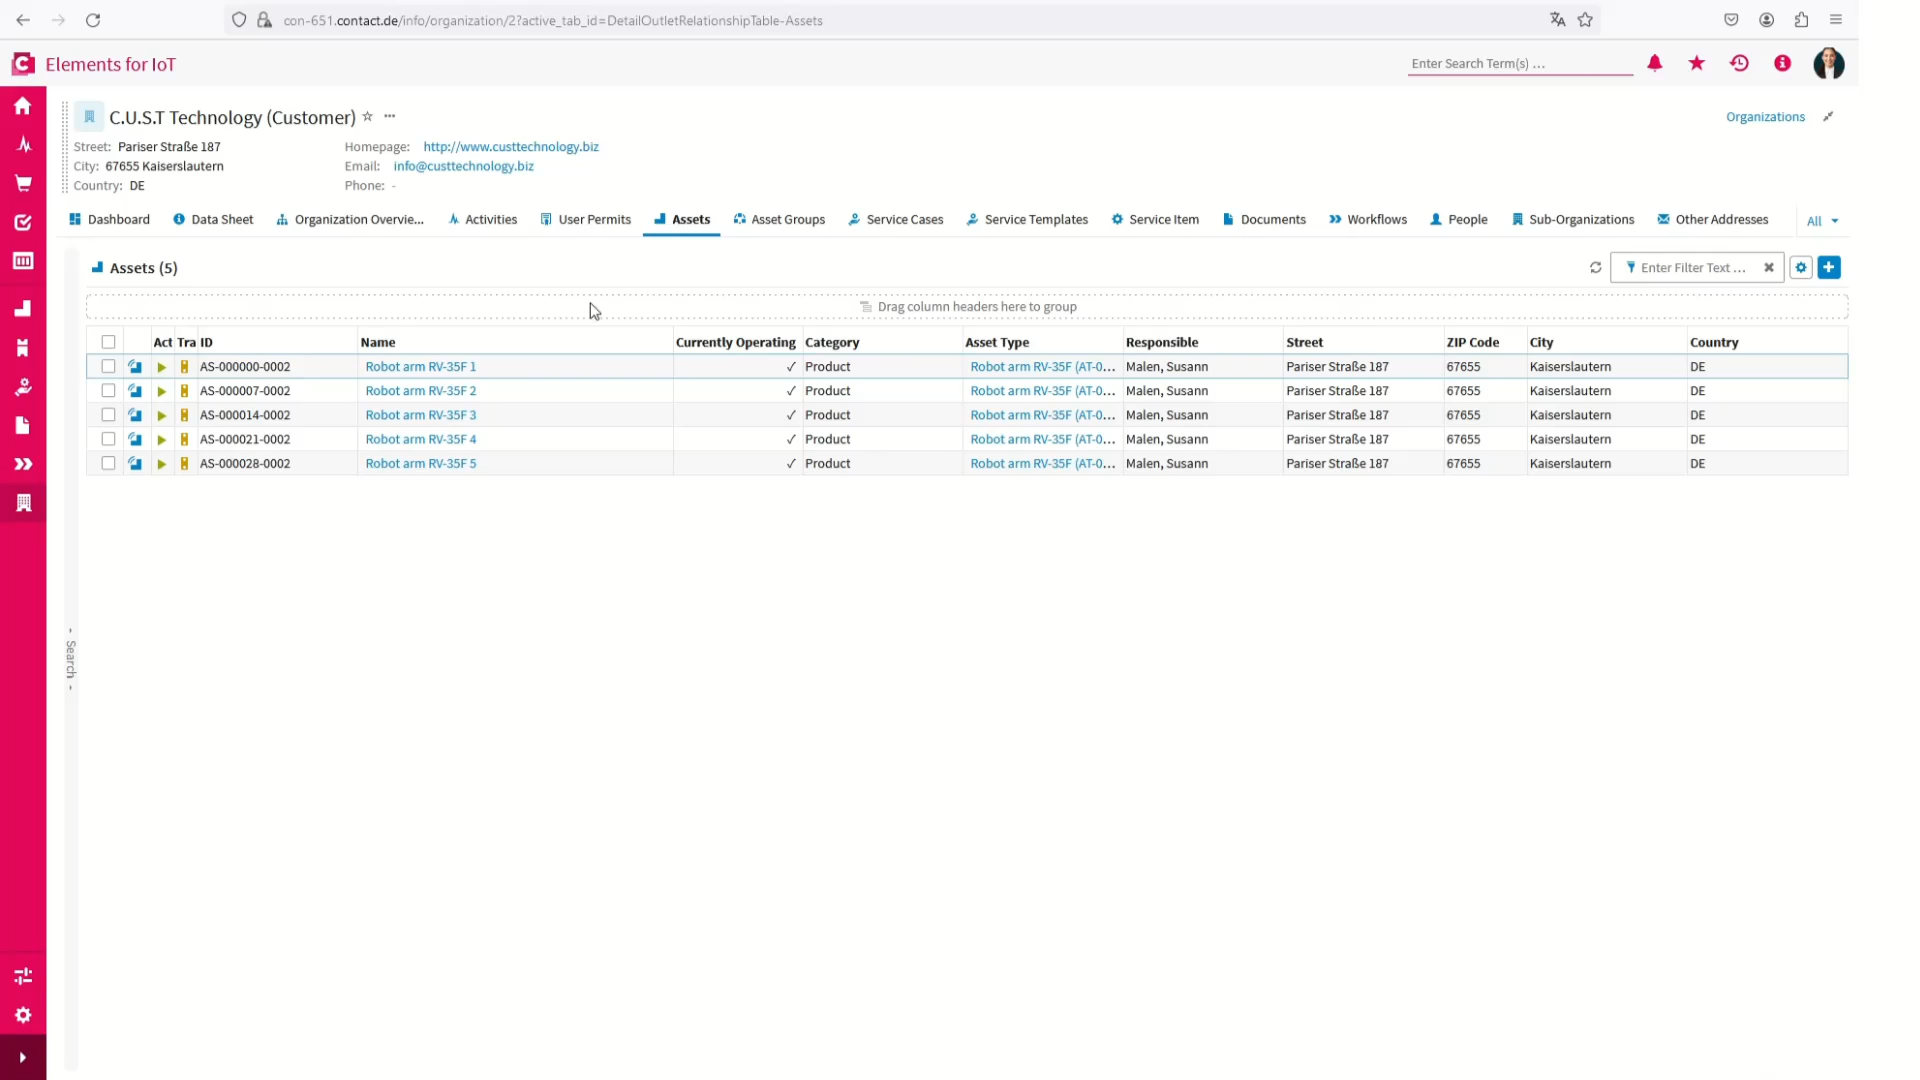 con-651.contact.de/info/organization/2?active_tab_id=DetailOutletRelationshipTable-Assets
Elements for IoT
Enter Search Term(s) ...
C.U.S.T Technology (Customer)
Organizations
Street: Pariser Straße 187 Homepage: http://www.custtechnology.biz
City: 67655 Kaiserslautern Email: info@custtechnology.biz
Country: DE Phone: -
Dashboard Data Sheet Organization Overvie... Activities User Permits Assets Asset Groups Service Cases Service Templates Service Item Documents Workflows People Sub-Organizations Other Addresses All
Assets (5) Enter Filter Text ...
Drag column headers here to group
Act Tra ID Name Currently Operating Category Asset Type Responsible Street ZIP Code City Country
AS-000000-0002 Robot arm RV-35F 1 ✓ Product Robot arm RV-35F (AT-0... Malen, Susann Pariser Straße 187 67655 Kaiserslautern DE
AS-000007-0002 Robot arm RV-35F 2 ✓ Product Robot arm RV-35F (AT-0... Malen, Susann Pariser Straße 187 67655 Kaiserslautern DE
AS-000014-0002 Robot arm RV-35F 3 ✓ Product Robot arm RV-35F (AT-0... Malen, Susann Pariser Straße 187 67655 Kaiserslautern DE
AS-000021-0002 Robot arm RV-35F 4 ✓ Product Robot arm RV-35F (AT-0... Malen, Susann Pariser Straße 187 67655 Kaiserslautern DE
AS-000028-0002 Robot arm RV-35F 5 ✓ Product Robot arm RV-35F (AT-0... Malen, Susann Pariser Straße 187 67655 Kaiserslautern DE
Search